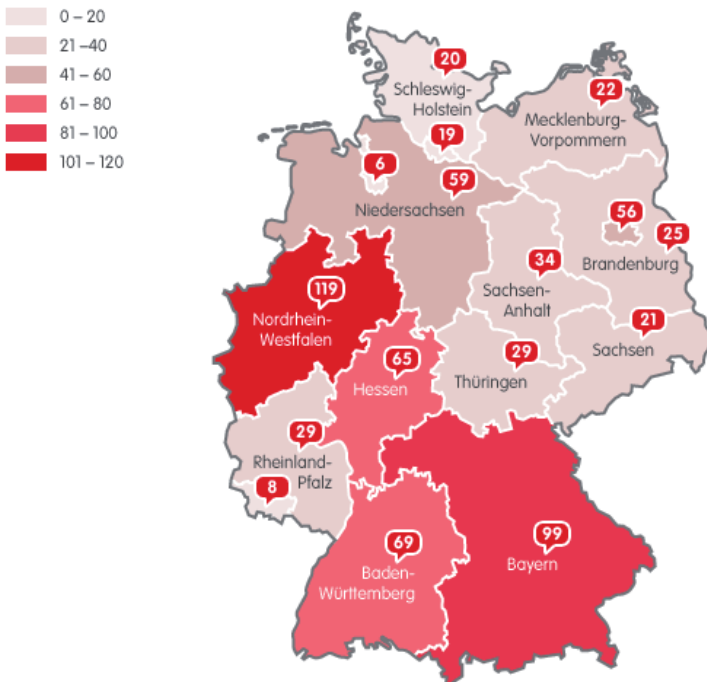 0 – 20
21 –40
41 – 60
61 – 80
81 – 100
101 – 120
20
Schleswig-
Holstein
22
Mecklenburg-
Vorpommern
19
6
59
Niedersachsen
56
25
Brandenburg
34
Sachsen-
Anhalt
119
Nordrhein-
Westfalen
21
Sachsen
29
Thüringen
65
Hessen
29
Rheinland-
Pfalz
8
69
Baden-
Württemberg
99
Bayern